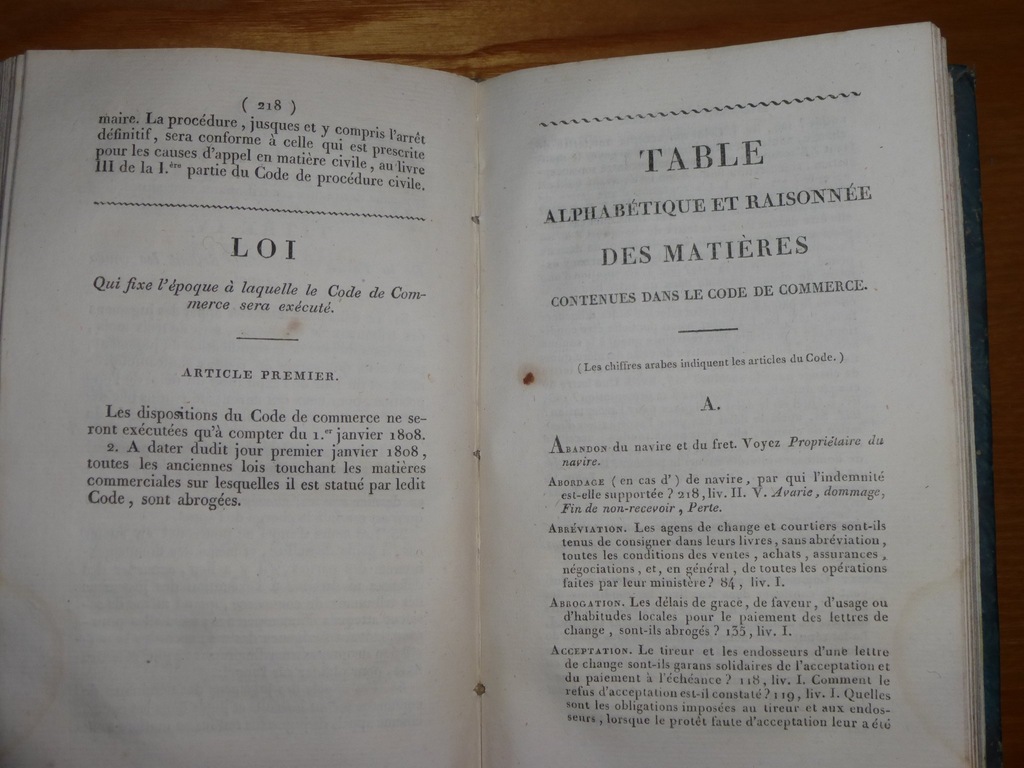 ( 218 )
maire. La procédure, jusques et y compris l'arrêt
définitif, sera conforme à celle qui est prescrite
pour les causes d'appel en matière civile, au livre
III de la I.ère partie du Code de procédure civile.
LOI
Qui fixe l'époque à laquelle le Code de Com-
merce sera exécuté.
ARTICLE PREMIER.
Les dispositions du Code de commerce ne se-
ront exécutées qu'à compter du 1.er janvier 1808.
2. A dater dudit jour premier janvier 1808,
toutes les anciennes lois touchant les matières
commerciales sur lesquelles il est statué par ledit
Code, sont abrogées.
TABLE
ALPHABÉTIQUE ET RAISONNÉE
DES MATIÈRES
CONTENUES DANS LE CODE DE COMMERCE.
(Les chiffres arabes indiquent les articles du Code.)
A.
ABANDON du navire et du fret. Voyez Propriétaire du
navire.
ABORDAGE (en cas d') de navire, par qui l'indemnité
est-elle supportée ? 218, liv. II. V. Avarie, dommage,
Fin de non-recevoir, Perte.
ABRÉVIATION. Les agens de change et courtiers sont-ils
tenus de consigner dans leurs livres, sans abréviation,
toutes les conditions des ventes, achats, assurances,
négociations, et, en général, de toutes les opérations
faites par leur ministère ? 84, liv. I.
ABROGATION. Les délais de grace, de faveur, d'usage ou
d'habitudes locales pour le paiement des lettres de
change, sont-ils abrogés ? 135, liv. I.
ACCEPTATION. Le tireur et les endosseurs d'une lettre
de change sont-ils garans solidaires de l'acceptation et
du paiement à l'échéance ? 118, liv. I. Comment le
refus d'acceptation est-il constaté ? 119, liv. I. Quelles
sont les obligations imposées au tireur et aux endos-
seurs, lorsque le protêt faute d'acceptation leur a été